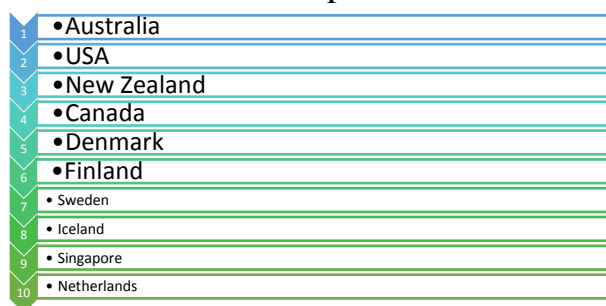 1 •Australia
2 •USA
3 •New Zealand
4 •Canada
5 •Denmark
6 •Finland
7 • Sweden
8 • Iceland
9 • Singapore
10 • Netherlands